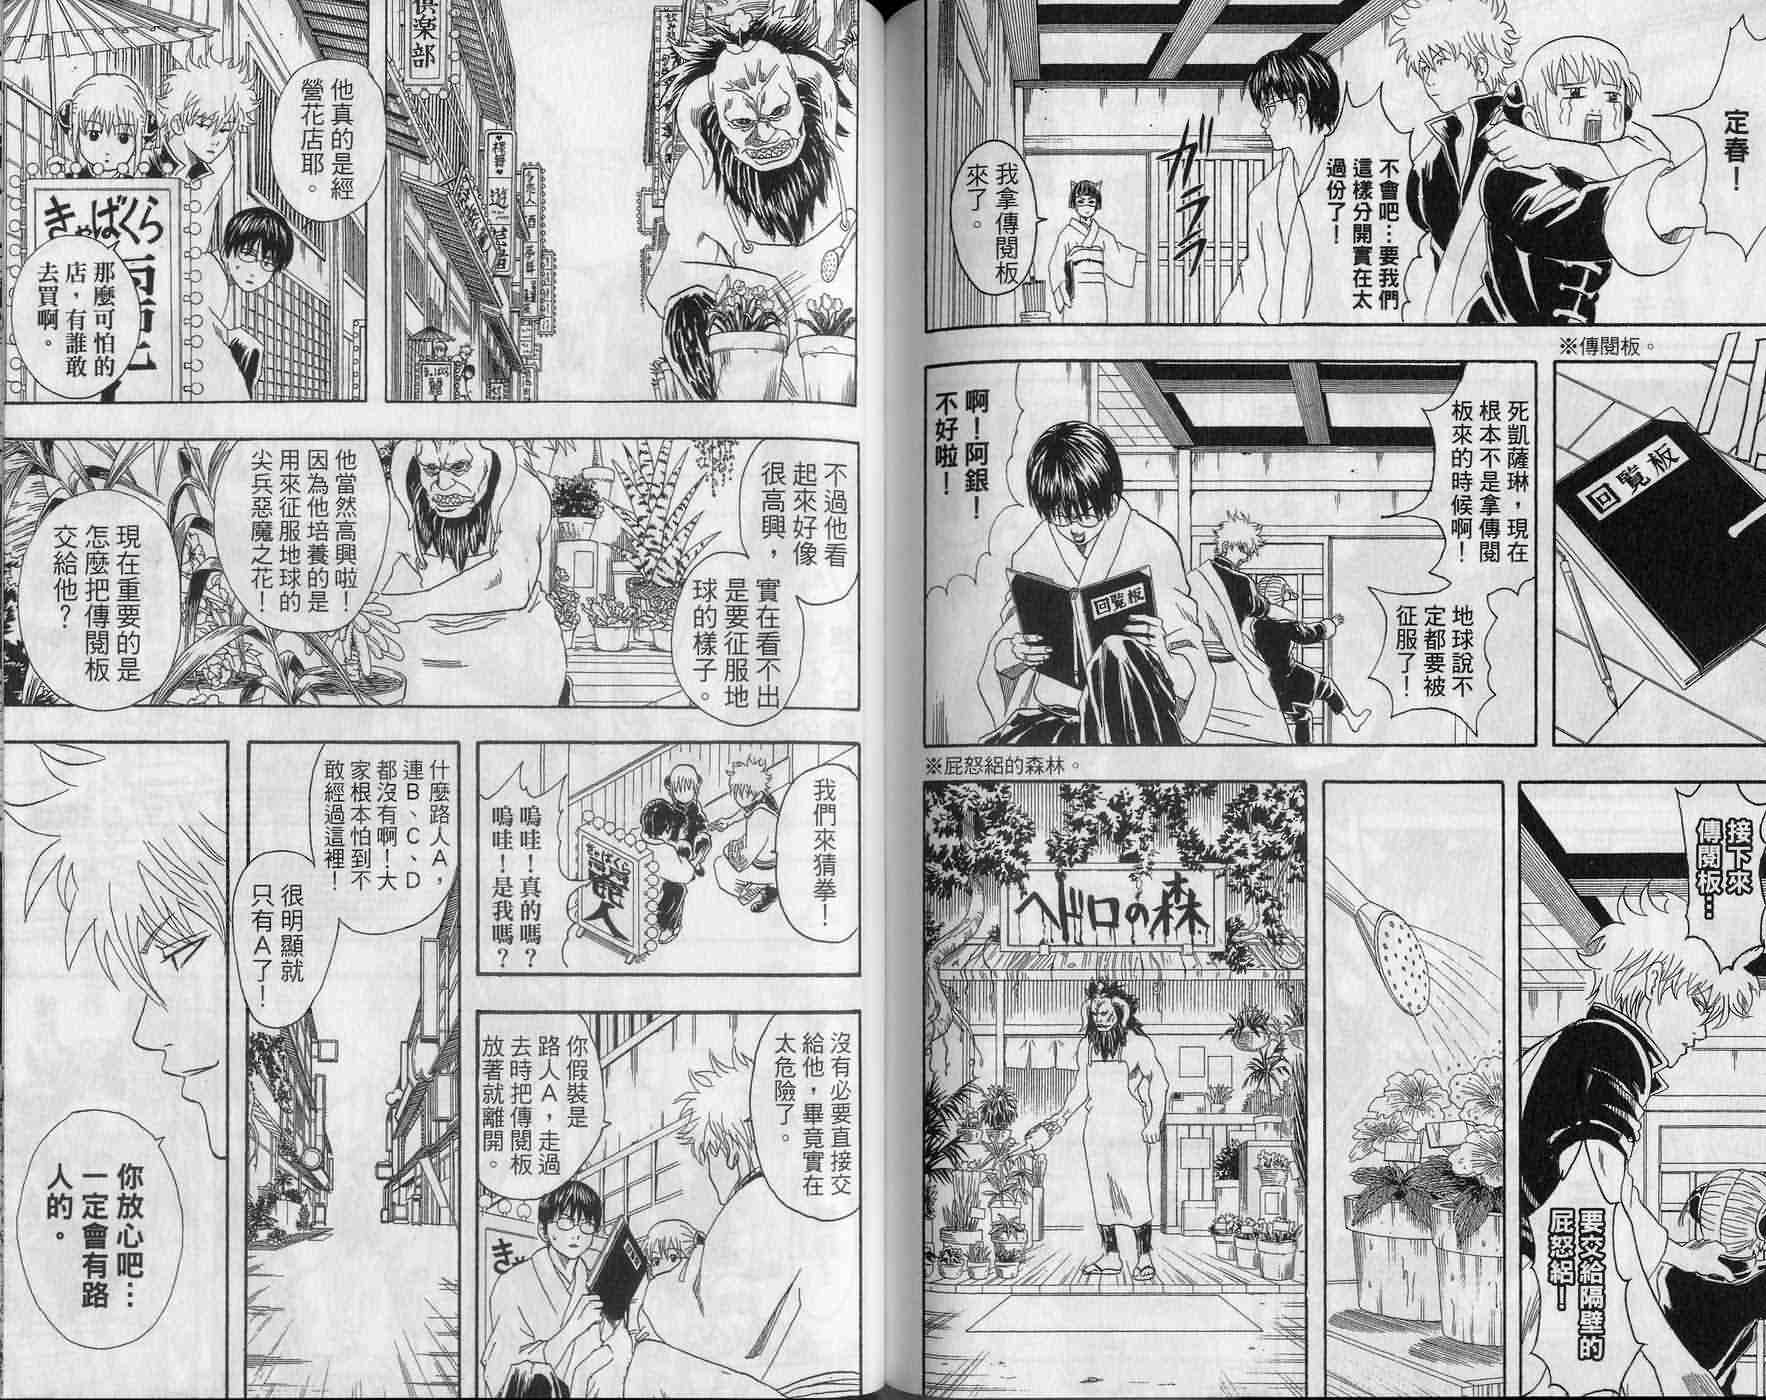 定春！
不會吧…要我們
這樣分開實在太
過份了！
ガラララ
我拿傳閱板
來了。
※傳閱板。
回覧板
死凱薩琳，現在
根本不是拿傳閱
板來的時候啊！
地球說不
定都要被
征服了！
回覧板
啊！阿銀！
不好啦！
接下來
傳閱板…
要交給隔壁的
屁怒絽！
※屁怒絽的森林。
ヘドロの森
倶楽部
他真的是經
營花店耶。
きゃばくら
那麼可怕的
店，有誰敢
去買啊。
不過他看
起來好像
很高興，
實在看不出
是要征服地
球的樣子。
他當然高興啦！
因為他培養的是
用來征服地球的
尖兵惡魔之花！
現在重要的是
怎麼把傳閱板
交給他？
我們來猜拳！
嗚哇！真的嗎？
嗚哇！是我嗎？
沒有必要直接交
給他，畢竟實在
太危險了。
你假裝是
路人A，走過
去時把傳閱板
放著就離開。
什麼路人A，
連B、C、D
都沒有啊！大
家根本怕到不
敢經過這裡！
很明顯就
只有A了！
你放心吧…
一定會有路
人的。